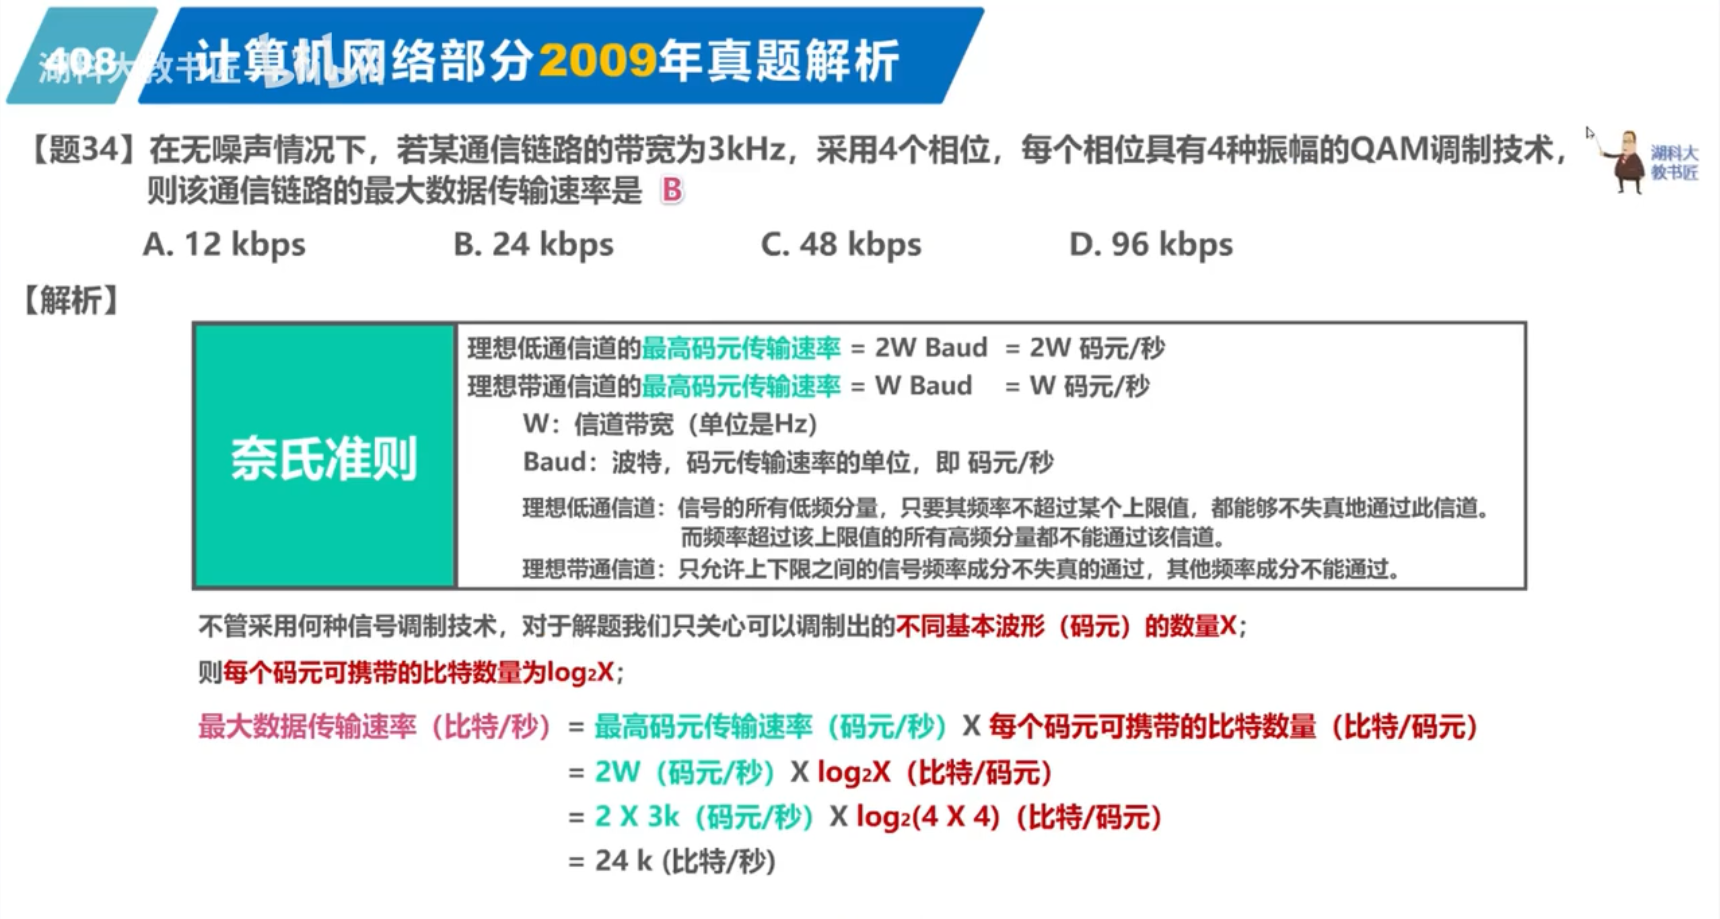 408 计算机网络部分2009年真题解析
湖科大教书匠 bilibili
【题34】在无噪声情况下，若某通信链路的带宽为3kHz，采用4个相位，每个相位具有4种振幅的QAM调制技术，
则该通信链路的最大数据传输速率是 B
湖科大
教书匠
A. 12 kbps B. 24 kbps C. 48 kbps D. 96 kbps
【解析】
奈氏准则
理想低通信道的最高码元传输速率 = 2W Baud = 2W 码元/秒
理想带通信道的最高码元传输速率 = W Baud = W 码元/秒
W：信道带宽（单位是Hz）
Baud：波特，码元传输速率的单位，即 码元/秒
理想低通信道：信号的所有低频分量，只要其频率不超过某个上限值，都能够不失真地通过此信道。
而频率超过该上限值的所有高频分量都不能通过该信道。
理想带通信道：只允许上下限之间的信号频率成分不失真的通过，其他频率成分不能通过。
不管采用何种信号调制技术，对于解题我们只关心可以调制出的不同基本波形（码元）的数量X；
则每个码元可携带的比特数量为log₂X；
最大数据传输速率（比特/秒） = 最高码元传输速率（码元/秒） X 每个码元可携带的比特数量（比特/码元）
= 2W（码元/秒） X log₂X（比特/码元）
= 2 X 3k（码元/秒） X log₂(4 X 4)（比特/码元）
= 24 k (比特/秒)